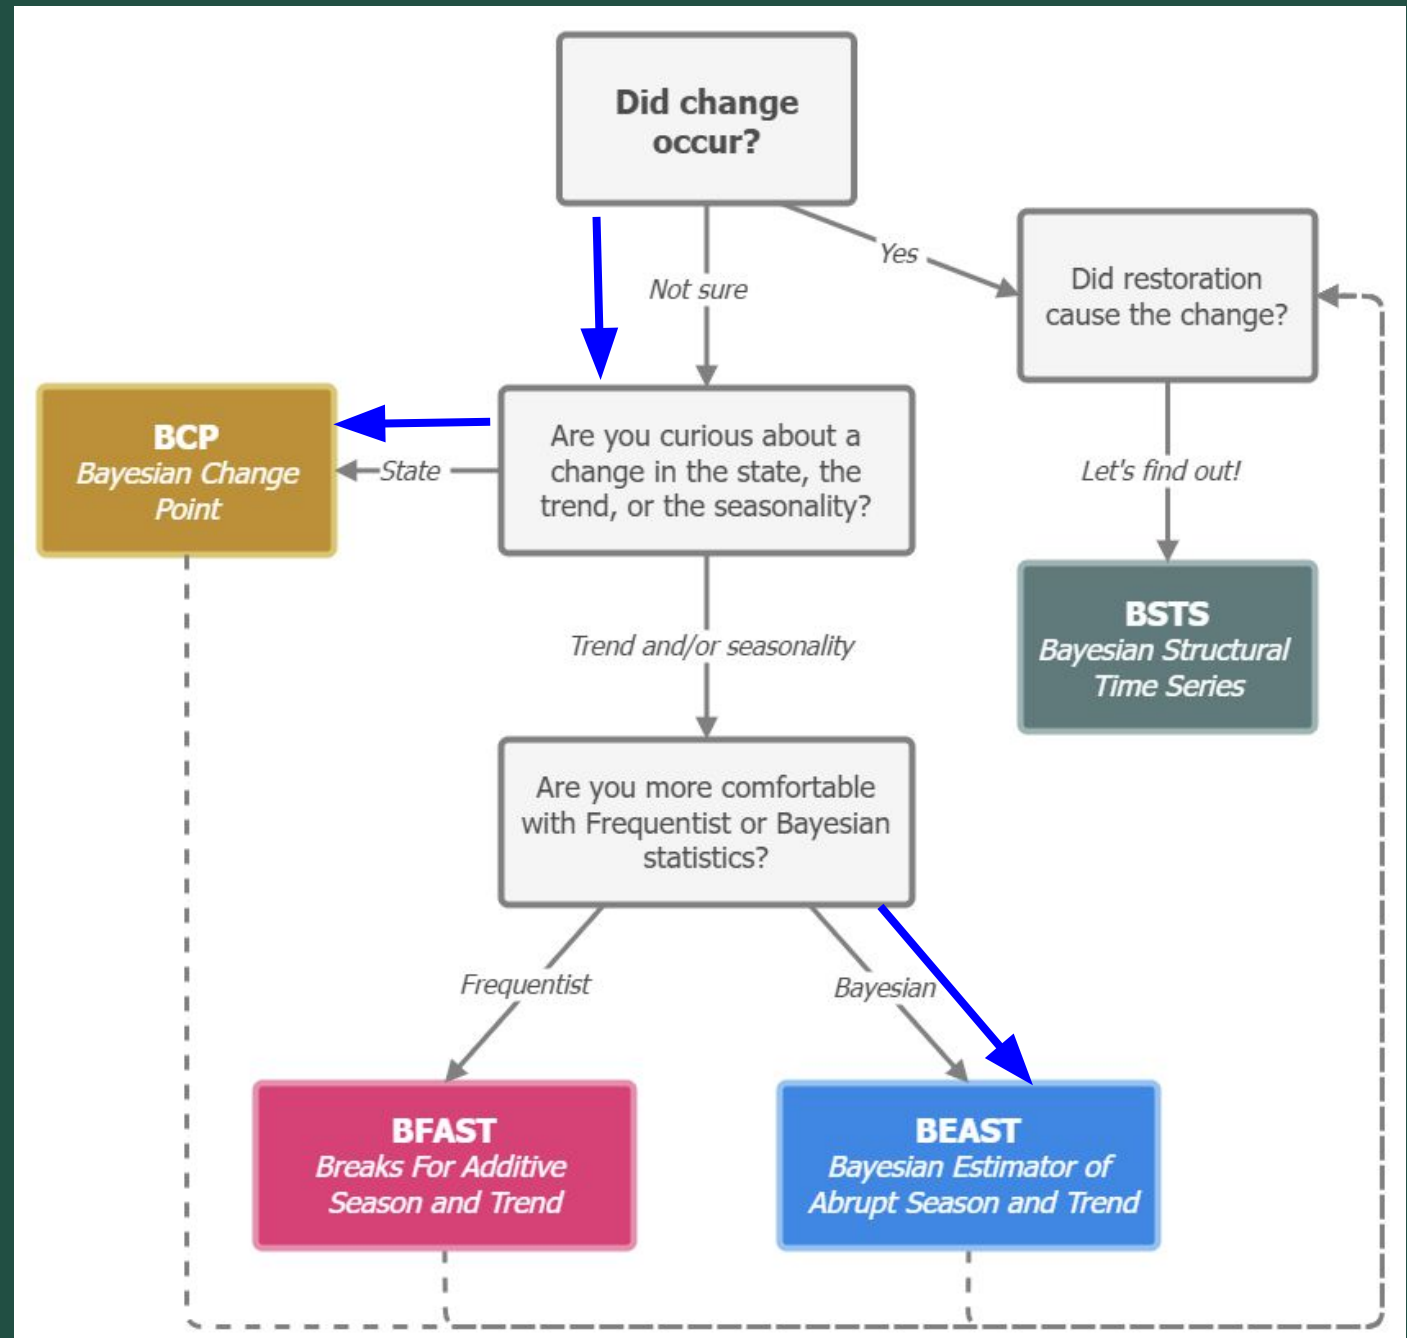 Did change
occur?
Yes
Did restoration
cause the change?
Not sure
BCP
Bayesian Change
Point
State
Are you curious about a
change in the state, the
trend, or the seasonality?
Let's find out!
BSTS
Bayesian Structural
Time Series
Trend and/or seasonality
Are you more comfortable
with Frequentist or Bayesian
statistics?
Frequentist
Bayesian
BFAST
Breaks For Additive
Season and Trend
BEAST
Bayesian Estimator of
Abrupt Season and Trend